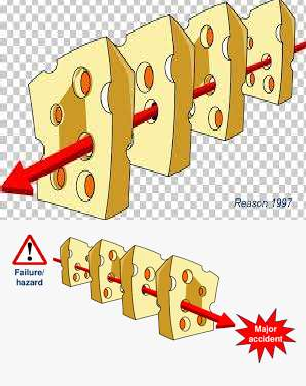 Reason, 1997
Failure/
hazard
Major
accident